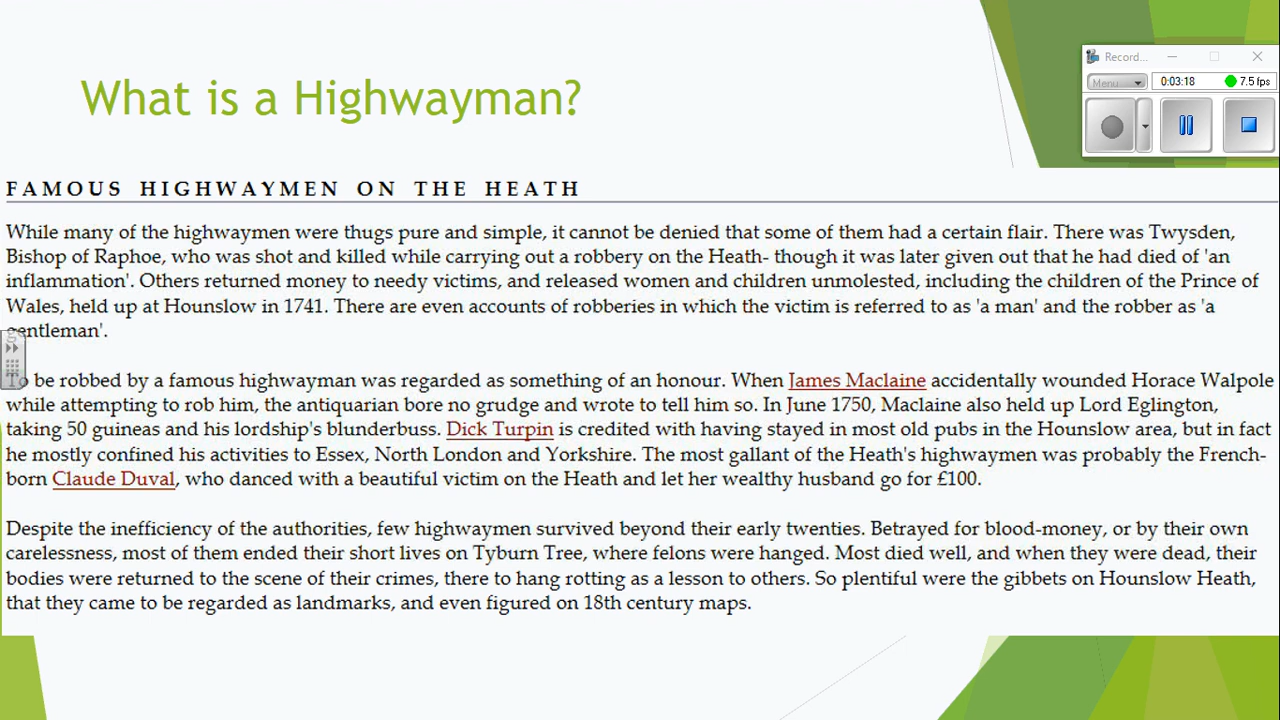 What is a Highwayman?
Record...
Menu
0:03:18
7.5 fps
FAMOUS HIGHWAYMEN ON THE HEATH
While many of the highwaymen were thugs pure and simple, it cannot be denied that some of them had a certain flair. There was Twysden,
Bishop of Raphoe, who was shot and killed while carrying out a robbery on the Heath- though it was later given out that he had died of 'an
inflammation'. Others returned money to needy victims, and released women and children unmolested, including the children of the Prince of
Wales, held up at Hounslow in 1741. There are even accounts of robberies in which the victim is referred to as 'a man' and the robber as 'a
gentleman'.
To be robbed by a famous highwayman was regarded as something of an honour. When James Maclaine accidentally wounded Horace Walpole
while attempting to rob him, the antiquarian bore no grudge and wrote to tell him so. In June 1750, Maclaine also held up Lord Eglington,
taking 50 guineas and his lordship's blunderbuss. Dick Turpin is credited with having stayed in most old pubs in the Hounslow area, but in fact
he mostly confined his activities to Essex, North London and Yorkshire. The most gallant of the Heath's highwaymen was probably the French-
born Claude Duval, who danced with a beautiful victim on the Heath and let her wealthy husband go for £100.
Despite the inefficiency of the authorities, few highwaymen survived beyond their early twenties. Betrayed for blood-money, or by their own
carelessness, most of them ended their short lives on Tyburn Tree, where felons were hanged. Most died well, and when they were dead, their
bodies were returned to the scene of their crimes, there to hang rotting as a lesson to others. So plentiful were the gibbets on Hounslow Heath,
that they came to be regarded as landmarks, and even figured on 18th century maps.